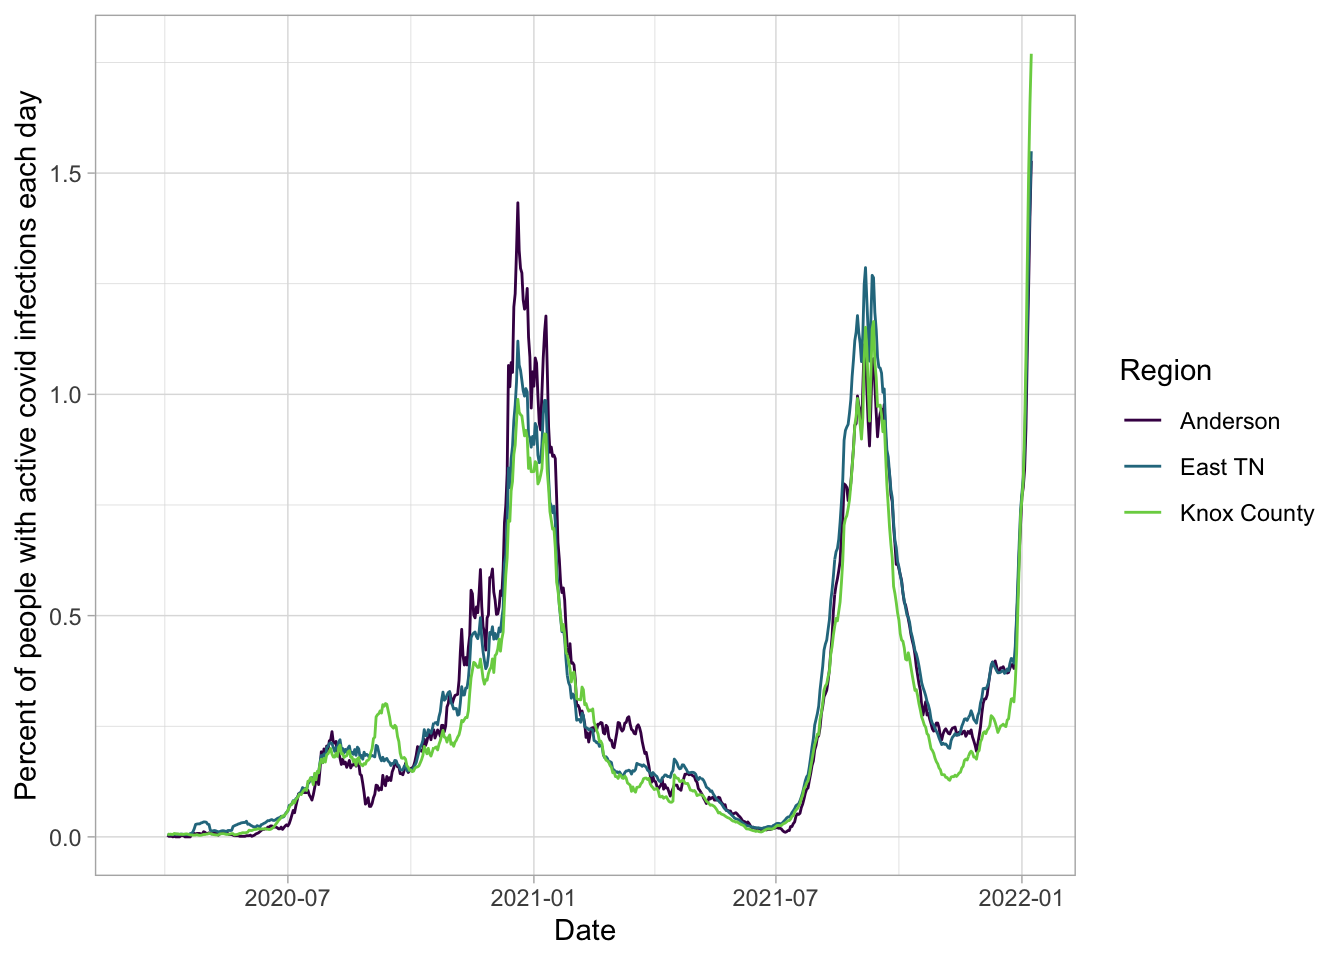 Percent of people with active covid infections each day
1.5
1.0
0.5
0.0
2020-07
2021-01
2021-07
2022-01
Date
Region
Anderson
East TN
Knox County